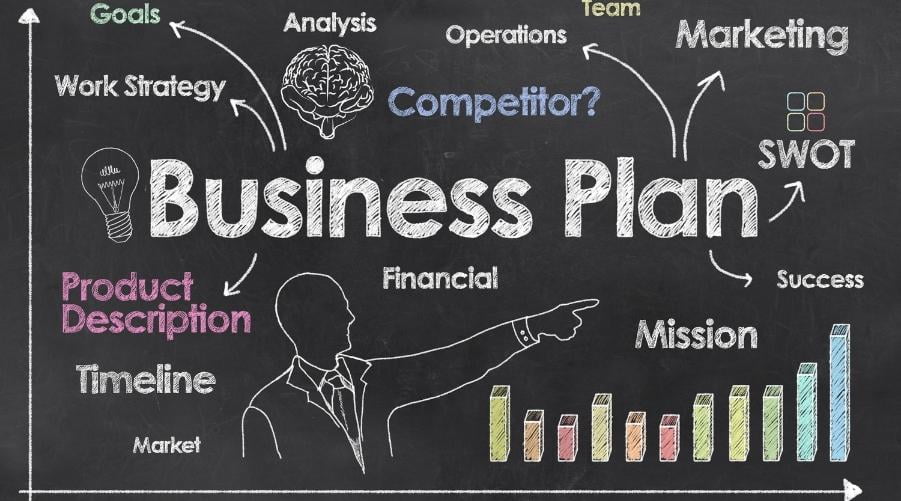 Goals
Analysis
Team
Operations
Marketing
Work Strategy
Competitor?
SWOT
Business Plan
Product
Description
Financial
Success
Mission
Timeline
Market